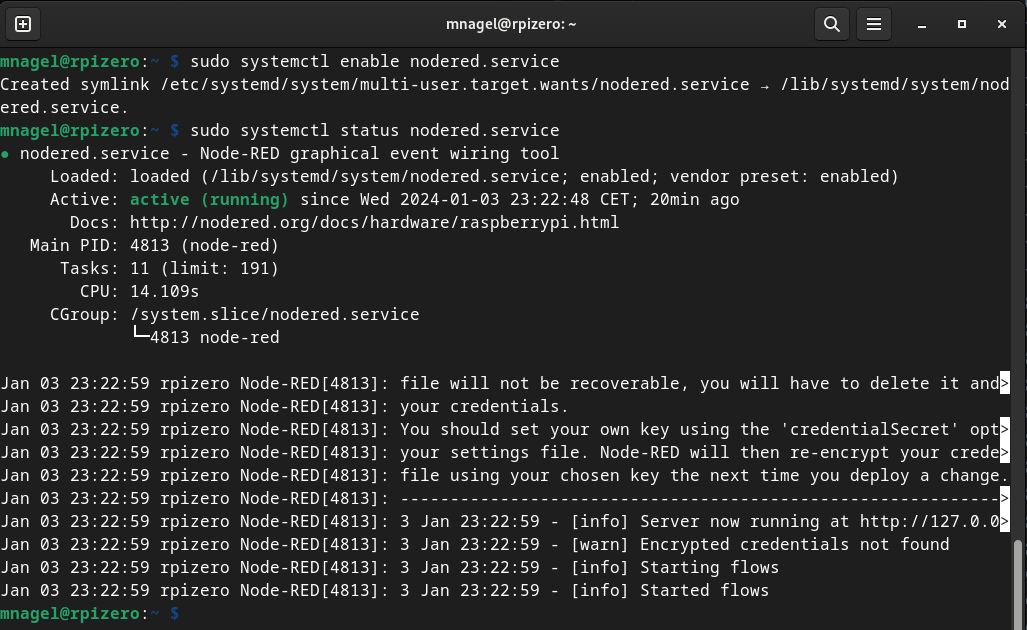 mnagel@rpizero: ~
mnagel@rpizero:~ $ sudo systemctl enable nodered.service
Created symlink /etc/systemd/system/multi-user.target.wants/nodered.service → /lib/systemd/system/nod
ered.service.
mnagel@rpizero:~ $ sudo systemctl status nodered.service
● nodered.service - Node-RED graphical event wiring tool
     Loaded: loaded (/lib/systemd/system/nodered.service; enabled; vendor preset: enabled)
     Active: active (running) since Wed 2024-01-03 23:22:48 CET; 20min ago
       Docs: http://nodered.org/docs/hardware/raspberrypi.html
   Main PID: 4813 (node-red)
      Tasks: 11 (limit: 191)
        CPU: 14.109s
     CGroup: /system.slice/nodered.service
             └─4813 node-red
Jan 03 23:22:59 rpizero Node-RED[4813]: file will not be recoverable, you will have to delete it and>
Jan 03 23:22:59 rpizero Node-RED[4813]: your credentials.
Jan 03 23:22:59 rpizero Node-RED[4813]: You should set your own key using the 'credentialSecret' opt>
Jan 03 23:22:59 rpizero Node-RED[4813]: your settings file. Node-RED will then re-encrypt your crede>
Jan 03 23:22:59 rpizero Node-RED[4813]: file using your chosen key the next time you deploy a change.
Jan 03 23:22:59 rpizero Node-RED[4813]: ------------------------------------------------------------>
Jan 03 23:22:59 rpizero Node-RED[4813]: 3 Jan 23:22:59 - [info] Server now running at http://127.0.0>
Jan 03 23:22:59 rpizero Node-RED[4813]: 3 Jan 23:22:59 - [warn] Encrypted credentials not found
Jan 03 23:22:59 rpizero Node-RED[4813]: 3 Jan 23:22:59 - [info] Starting flows
Jan 03 23:22:59 rpizero Node-RED[4813]: 3 Jan 23:22:59 - [info] Started flows
mnagel@rpizero:~ $